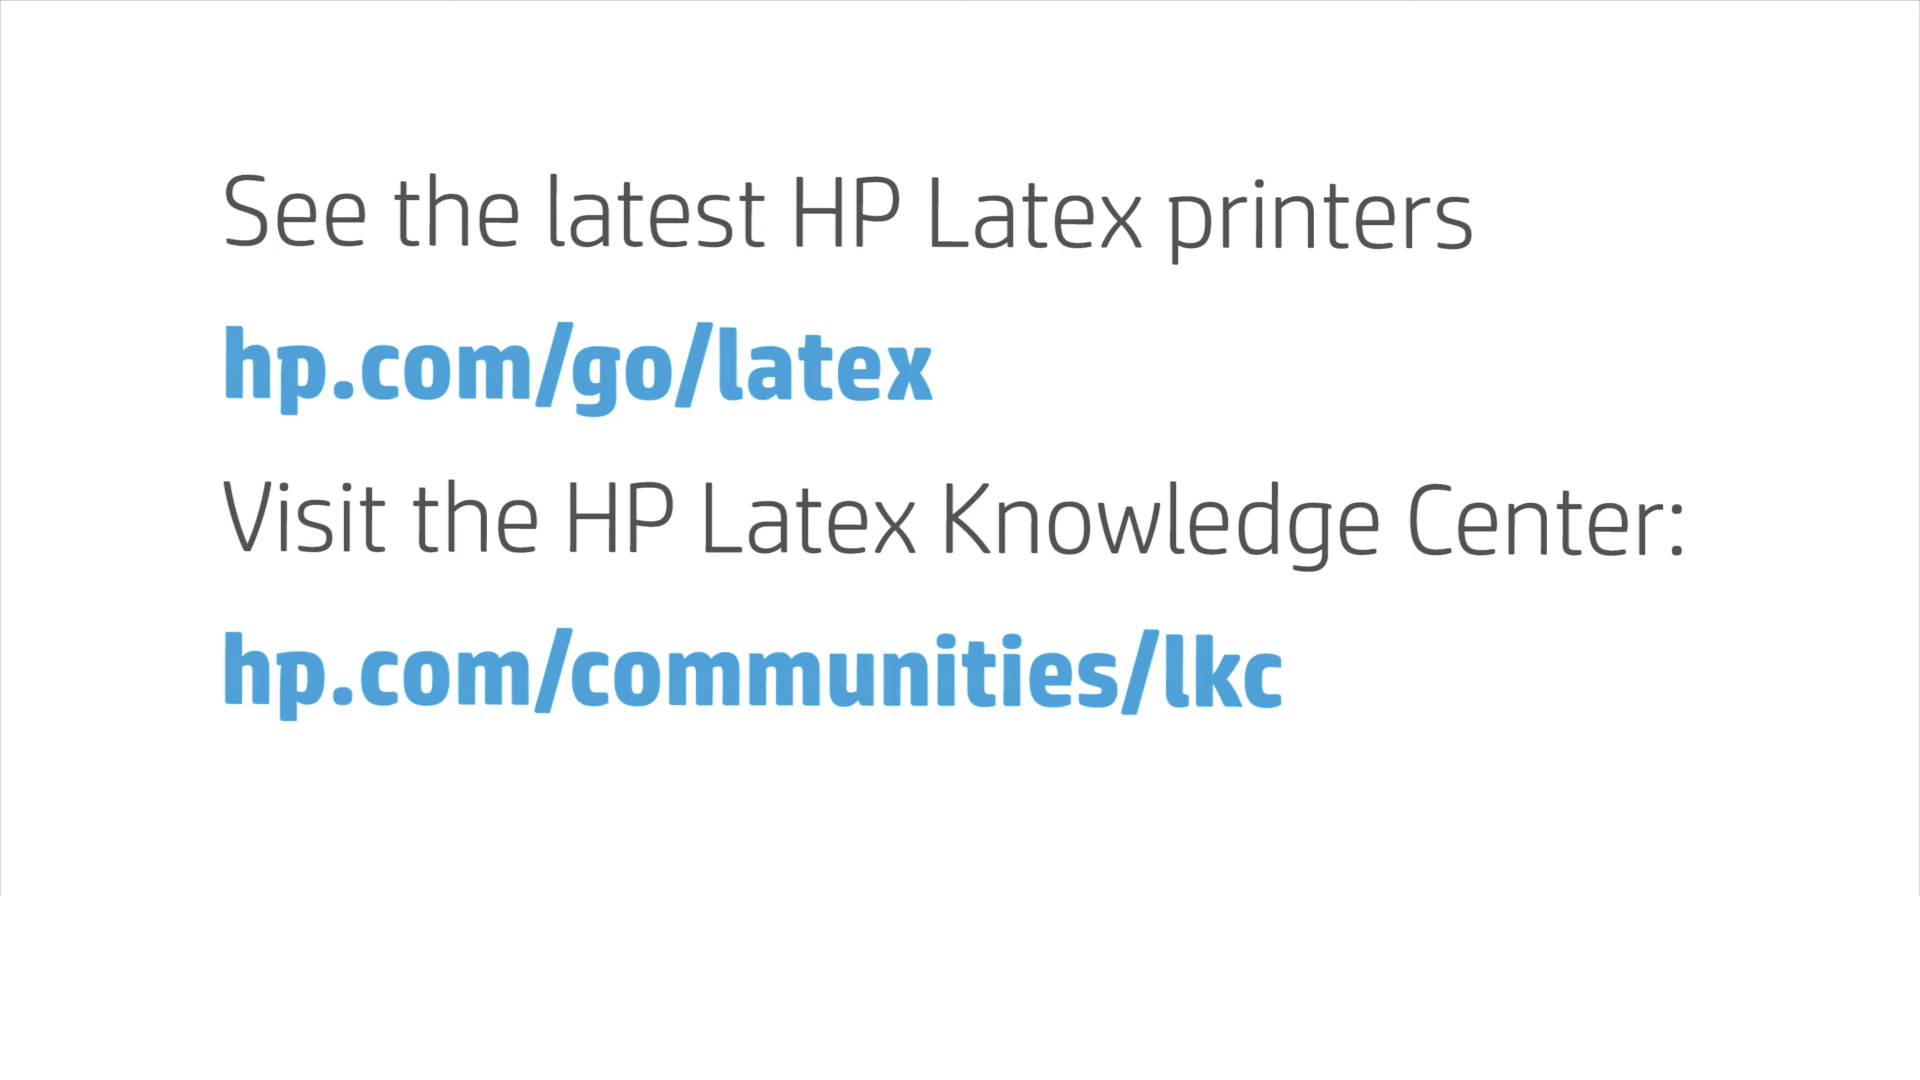 See the latest HP Latex printers
hp.com/go/latex
Visit the HP Latex Knowledge Center:
hp.com/communities/lkc